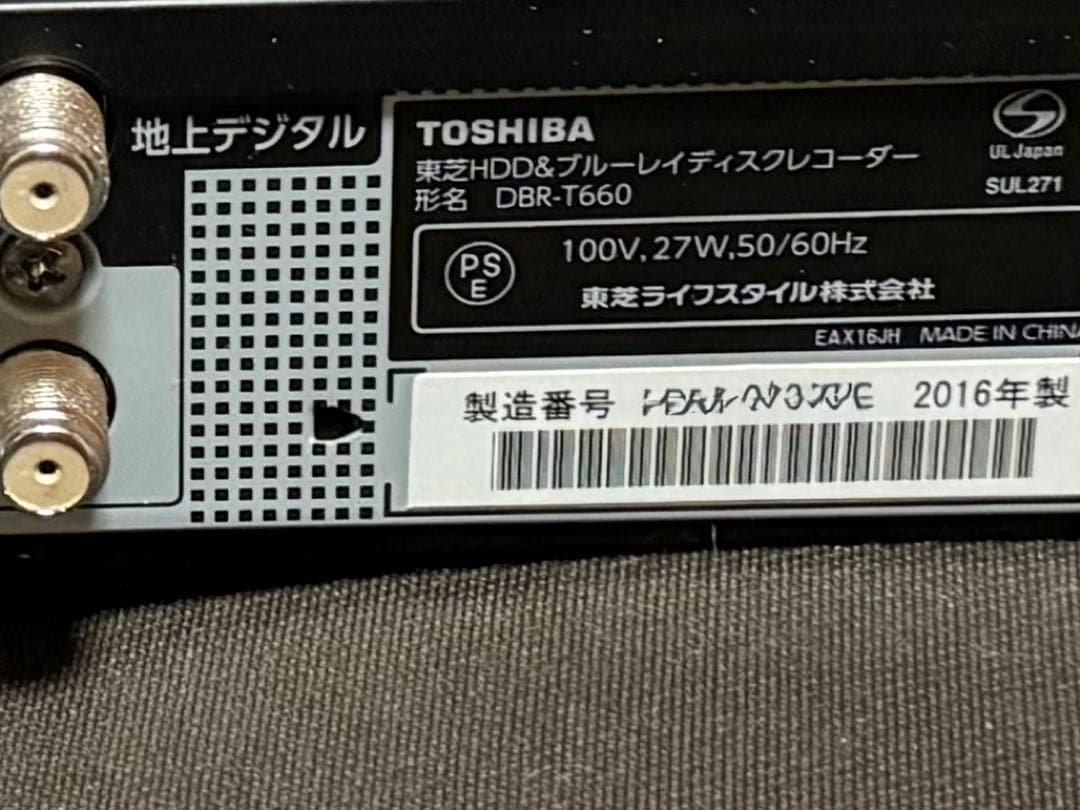 地上デジタル
TOSHIBA
東芝HDD&ブルーレイディスクレコーダー
形名 DBR-T660
UL Japan
SUL271
PS
E
100V,27W,50/60Hz
東芝ライフスタイル株式会社
EAX16JH MADE IN CHINA
製造番号 2016年製